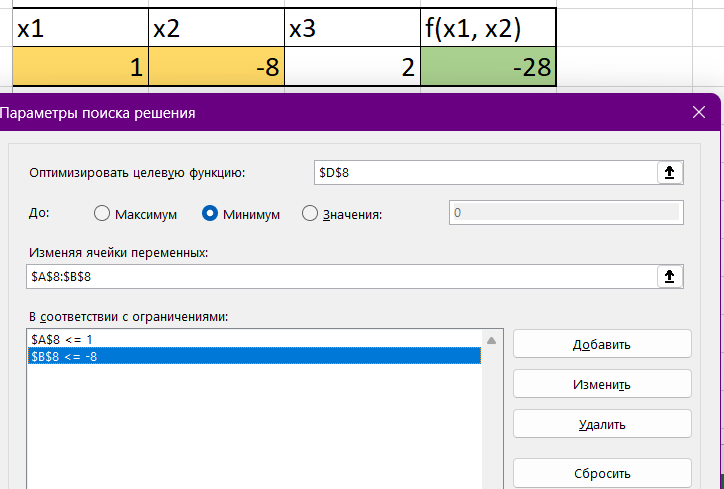 x1 x2 x3 f(x1, x2)
1 -8 2 -28
Параметры поиска решения
Оптимизировать целевую функцию: $D$8
До: Максимум Минимум Значения: 0
Изменяя ячейки переменных:
$A$8:$B$8
В соответствии с ограничениями:
$A$8 <= 1
$B$8 <= -8
Добавить
Изменить
Удалить
Сбросить